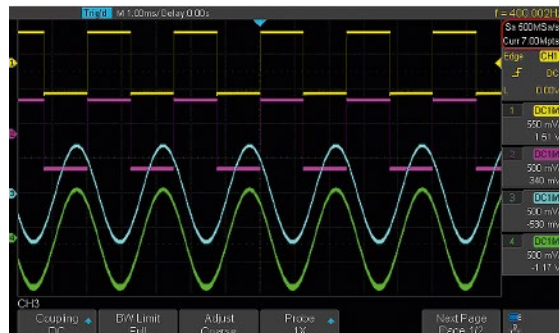 Trig'd M 1.00ms/Delay 0.00s f=400.002Hz
Sa 500MSa/s
Curr 7.00Mpts
Edge CH1
DC
L 0.00V
1 DC1M
550 mV/
1.51 V
2 DC1M
500 mV/
340 mV
3 DC1M
500 mV/
-530 mV
4 DC1M
500 mV/
-1.17 V
CH3
Coupling BW Limit Adjust Probe Next Page
DC Full Coarse 1X Page 1/2